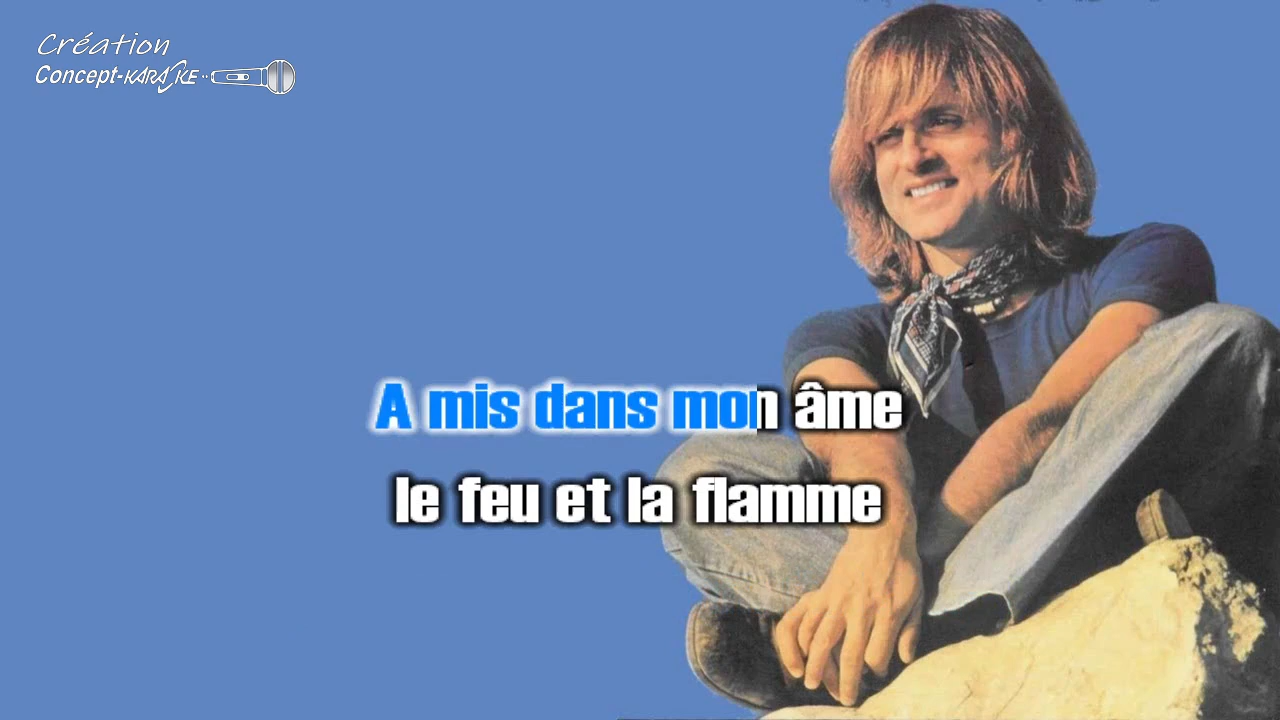 Création
Concept-KARAOKE
A mis dans mon âme
le feu et la flamme